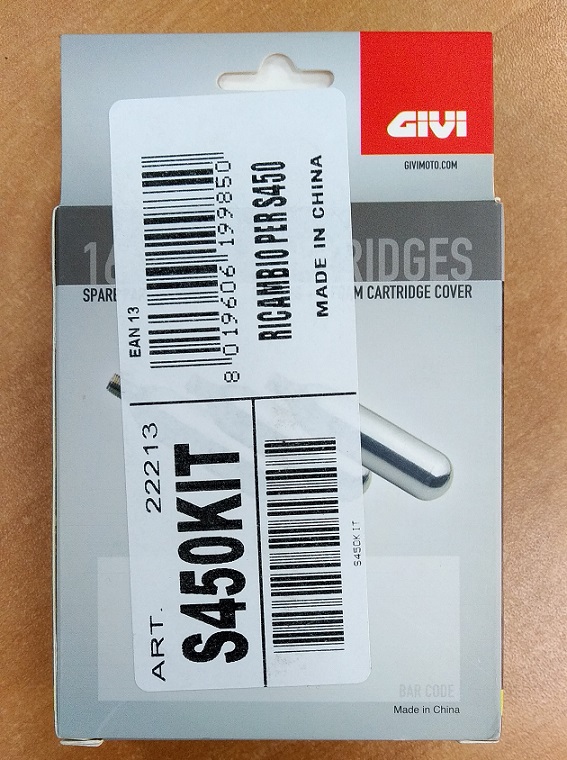 GIVI
GIVIMOTO.COM
16 RIDGES
SPARE M CARTRIDGE COVER
EAN 13
8 019606 199850
RICAMBIO PER S450
MADE IN CHINA
ART. 22213
S450KIT
S450KIT
BAR CODE
Made in China